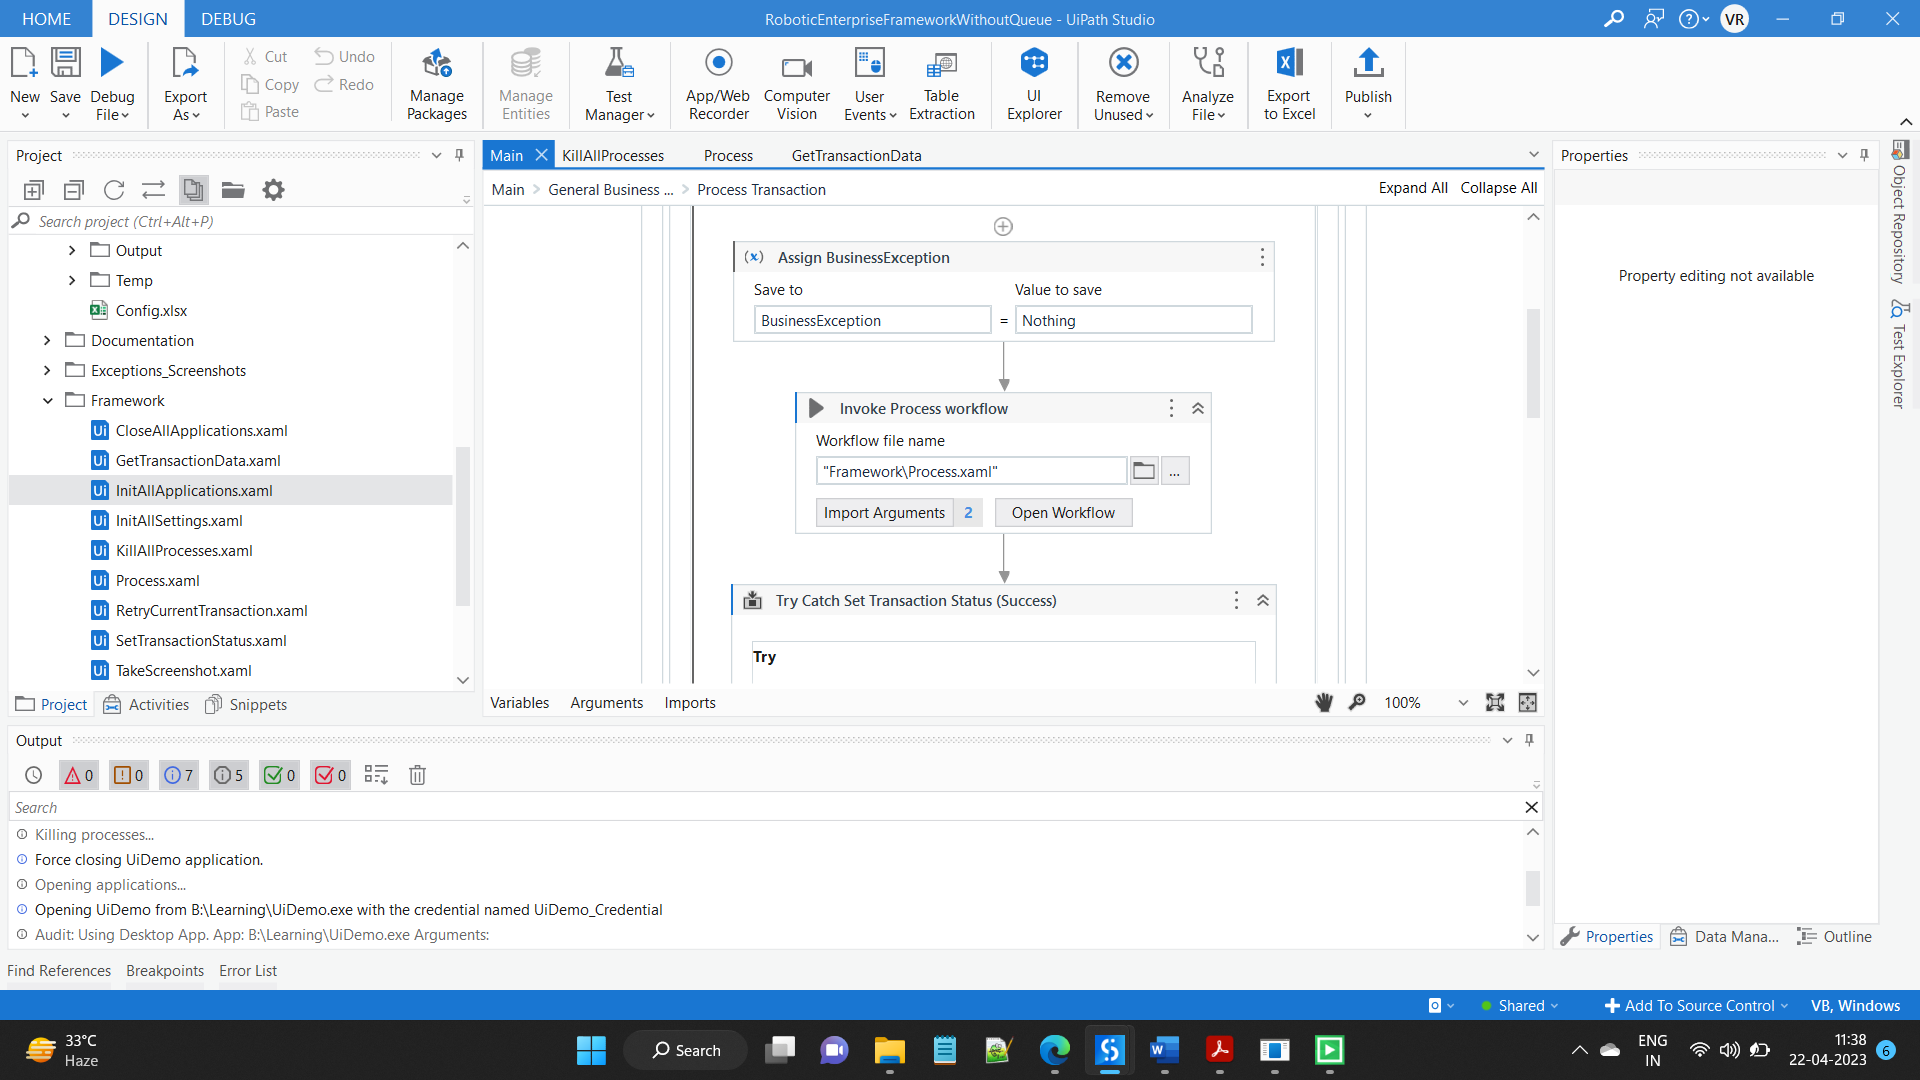 HOME DESIGN DEBUG
RoboticEnterpriseFrameworkWithoutQueue - UiPath Studio
VR
New
Save
Debug File
Export As
Cut
Copy
Paste
Undo
Redo
Manage Packages
Manage Entities
Test Manager
App/Web Recorder
Computer Vision
User Events
Table Extraction
UI Explorer
Remove Unused
Analyze File
Export to Excel
Publish
Project
Search project (Ctrl+Alt+P)
Output
Temp
Config.xlsx
Documentation
Exceptions_Screenshots
Framework
CloseAllApplications.xaml
GetTransactionData.xaml
InitAllApplications.xaml
InitAllSettings.xaml
KillAllProcesses.xaml
Process.xaml
RetryCurrentTransaction.xaml
SetTransactionStatus.xaml
TakeScreenshot.xaml
Project Activities Snippets
Main KillAllProcesses Process GetTransactionData
Main > General Business ... > Process Transaction
Expand All Collapse All
(x) Assign BusinessException
Save to Value to save
BusinessException = Nothing
Invoke Process workflow
Workflow file name
"Framework\Process.xaml" ...
Import Arguments 2 Open Workflow
Try Catch Set Transaction Status (Success)
Try
Variables Arguments Imports 100%
Properties
Property editing not available
Properties Data Mana... Outline
Object Repository
Test Explorer
Output
0 0 7 5 0 0
Search
Killing processes...
Force closing UiDemo application.
Opening applications...
Opening UiDemo from B:\Learning\UiDemo.exe with the credential named UiDemo_Credential
Audit: Using Desktop App. App: B:\Learning\UiDemo.exe Arguments:
Find References Breakpoints Error List
Shared Add To Source Control VB, Windows
33°C
Haze
Search
ENG
IN
11:38
22-04-2023
6